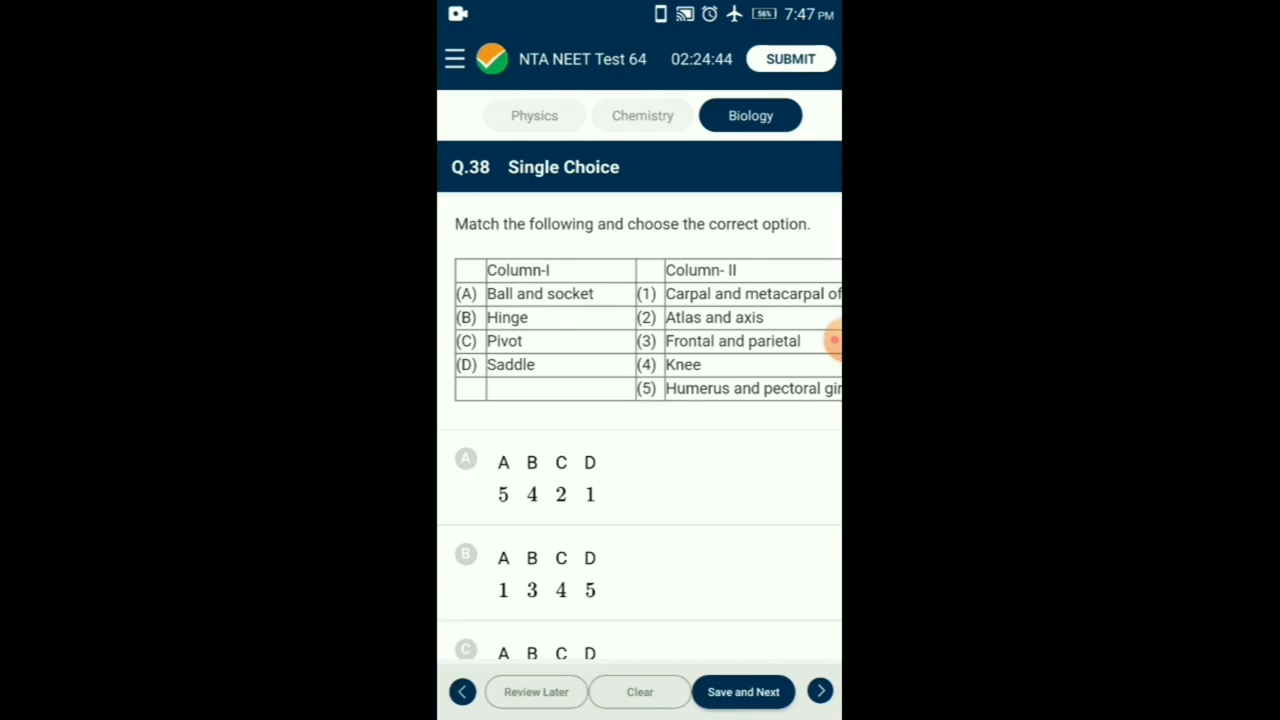 56% 7:47 PM
NTA NEET Test 64 02:24:44 SUBMIT
Physics Chemistry Biology
Q.38 Single Choice
Match the following and choose the correct option.
Column-I Column- II
(A) Ball and socket (1) Carpal and metacarpal of
(B) Hinge (2) Atlas and axis
(C) Pivot (3) Frontal and parietal
(D) Saddle (4) Knee
(5) Humerus and pectoral gir
A A B C D
5 4 2 1
B A B C D
1 3 4 5
C A B C D
Review Later Clear Save and Next